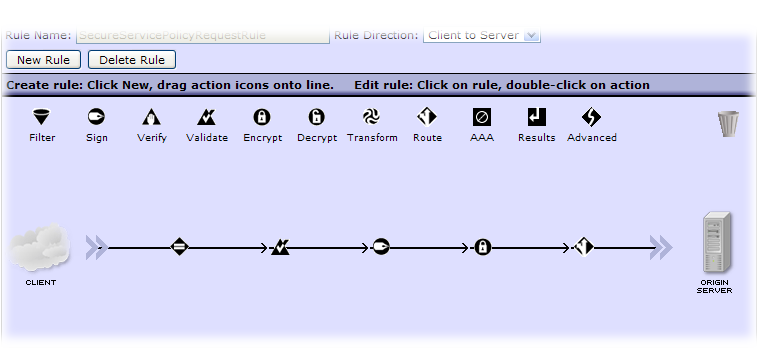 Rule Name: SecureServicePolicyRequestRule Rule Direction: Client to Server
New Rule Delete Rule
Create rule: Click New, drag action icons onto line. Edit rule: Click on rule, double-click on action
Filter Sign Verify Validate Encrypt Decrypt Transform Route AAA Results Advanced
CLIENT
ORIGIN
SERVER